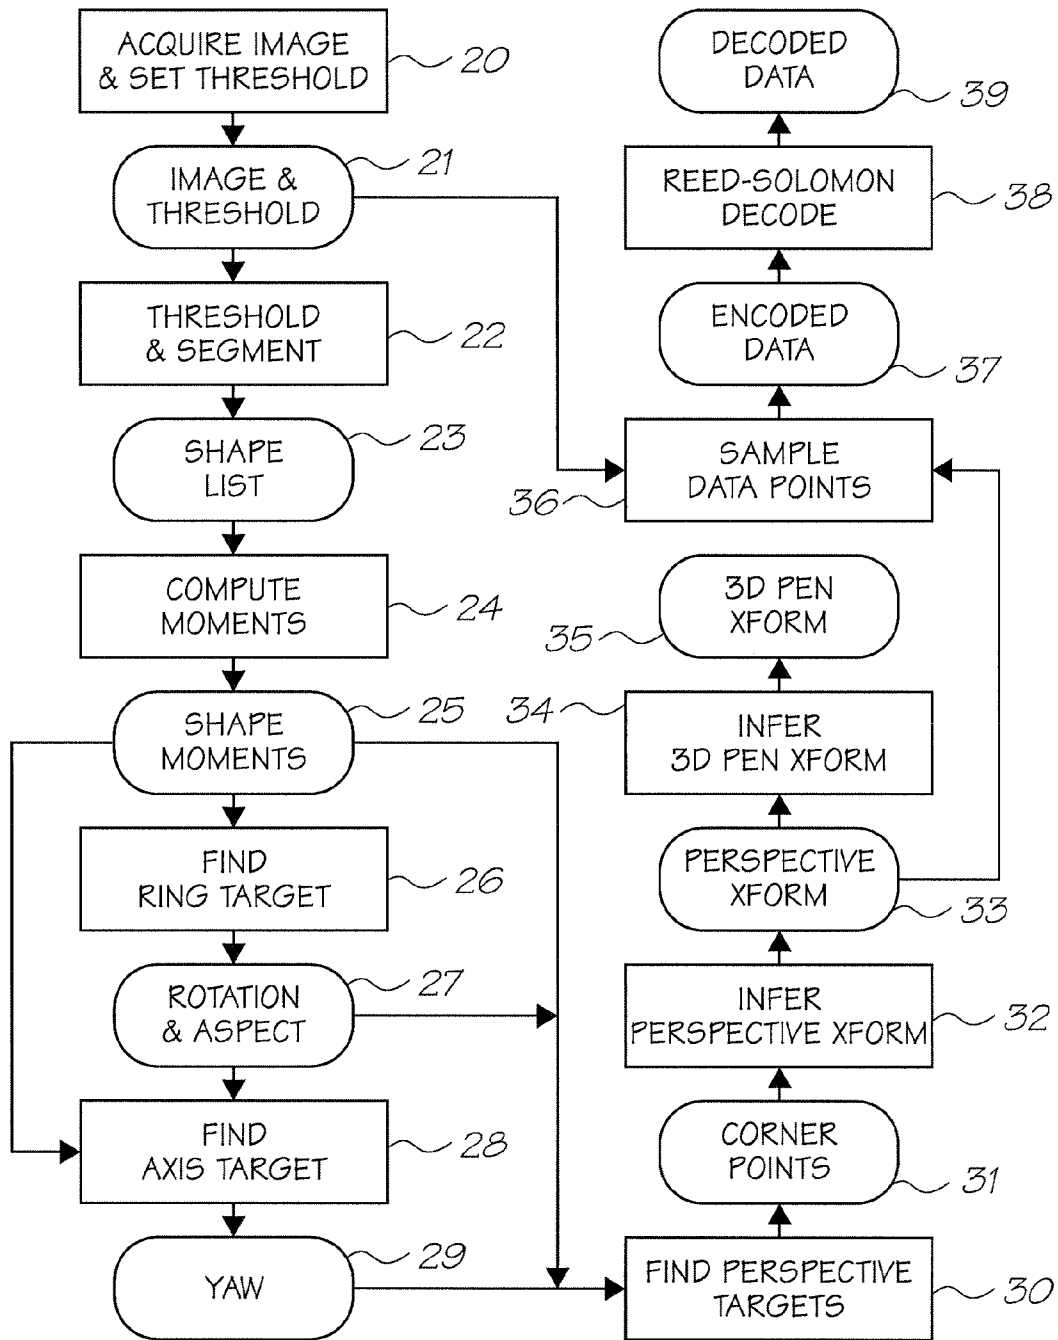 ACQUIRE IMAGE
& SET THRESHOLD
20
IMAGE &
THRESHOLD
21
THRESHOLD
& SEGMENT
22
SHAPE
LIST
23
COMPUTE
MOMENTS
24
SHAPE
MOMENTS
25
FIND
RING TARGET
26
ROTATION
& ASPECT
27
FIND
AXIS TARGET
28
YAW
29
DECODED
DATA
39
REED-SOLOMON
DECODE
38
ENCODED
DATA
37
SAMPLE
DATA POINTS
36
3D PEN
XFORM
35
34
INFER
3D PEN XFORM
PERSPECTIVE
XFORM
33
INFER
PERSPECTIVE XFORM
32
CORNER
POINTS
31
FIND PERSPECTIVE
TARGETS
30